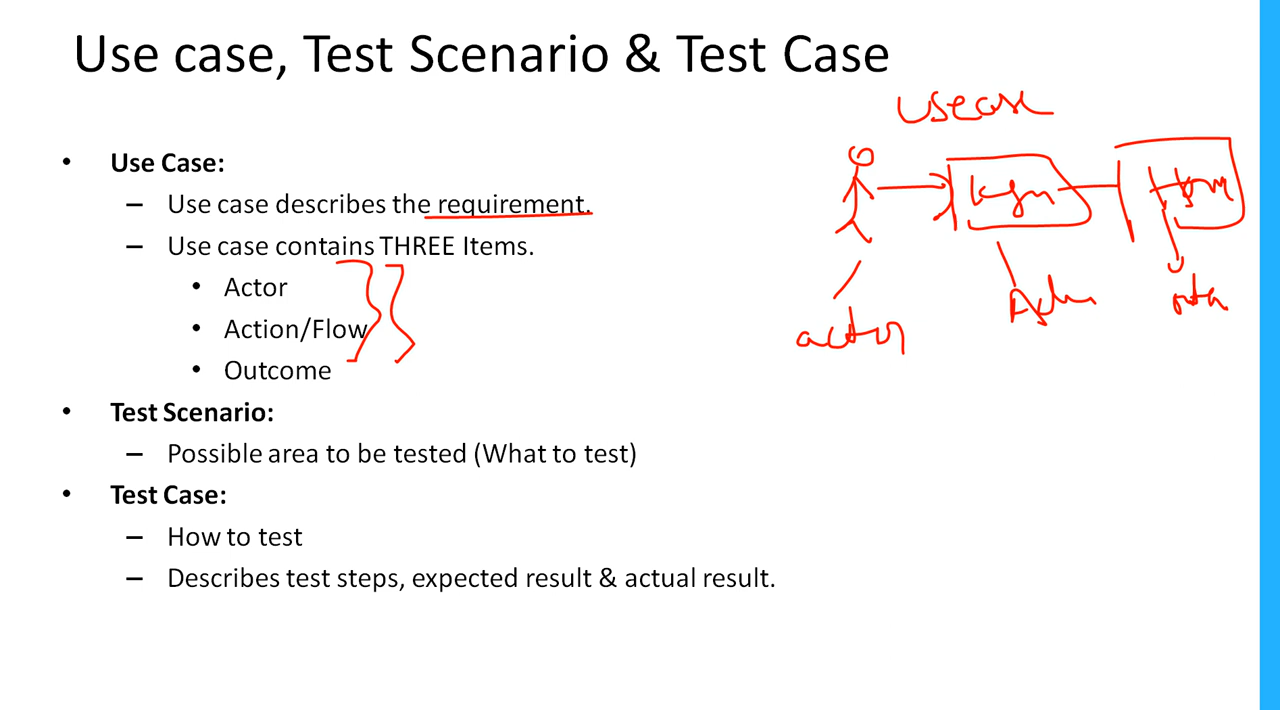 Use case, Test Scenario & Test Case
usecase
• Use Case:
– Use case describes the requirement.
– Use case contains THREE Items.
• Actor
• Action/Flow
• Outcome
actor
• Test Scenario:
– Possible area to be tested (What to test)
• Test Case:
– How to test
– Describes test steps, expected result & actual result.